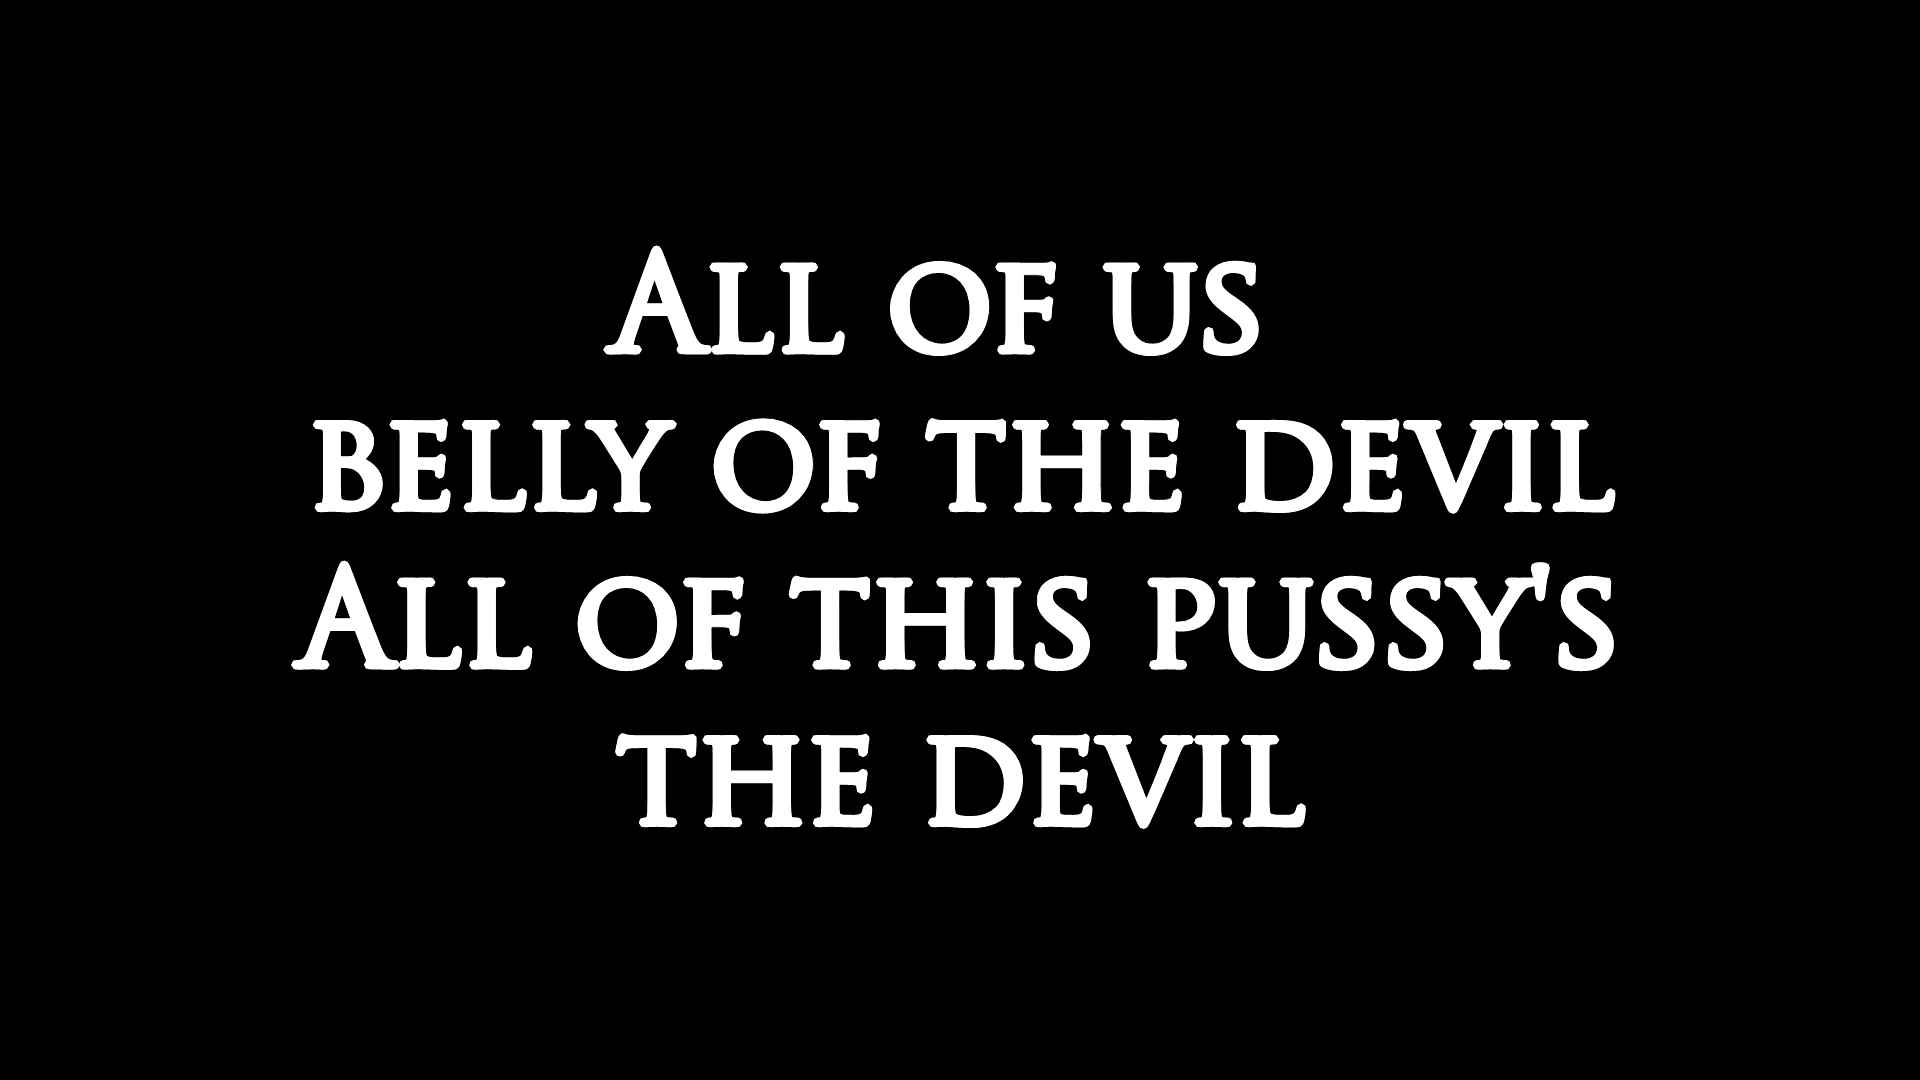 All of us
belly of the devil
All of this pussy's
the devil